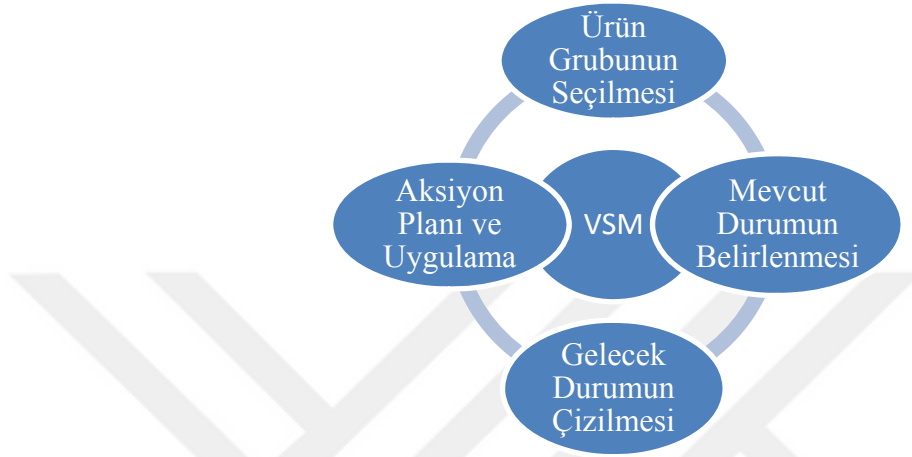 Ürün
Grubunun
Seçilmesi
Aksiyon
Planı ve
Uygulama
VSM
Mevcut
Durumun
Belirlenmesi
Gelecek
Durumun
Çizilmesi